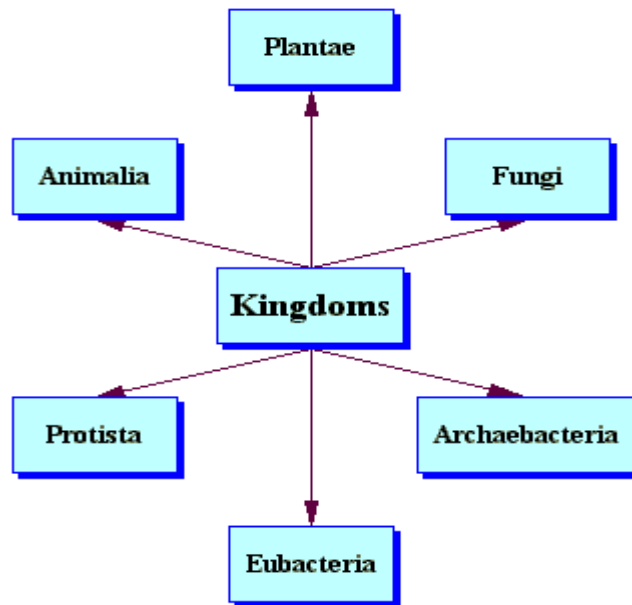 Plantae
Animalia
Fungi
Kingdoms
Protista
Archaebacteria
Eubacteria